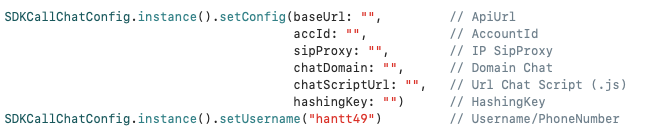 SDKCallChatConfig.instance().setConfig(baseUrl: "", // ApiUrl
accId: "", // AccountId
sipProxy: "", // IP SipProxy
chatDomain: "", // Domain Chat
chatScriptUrl: "", // Url Chat Script (.js)
hashingKey: "") // HashingKey
SDKCallChatConfig.instance().setUsername("hantt49") // Username/PhoneNumber